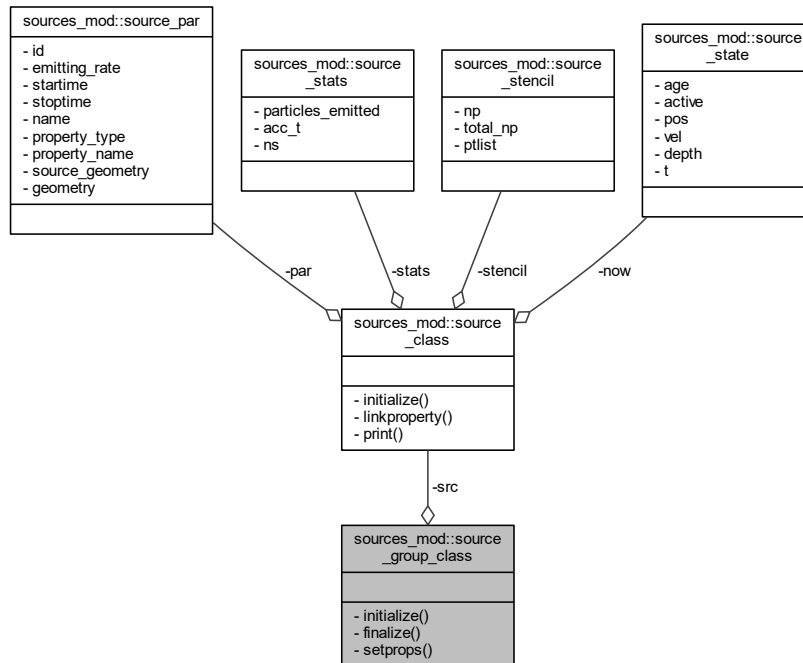 sources_mod::source_par
- id
- emitting_rate
- startime
- stoptime
- name
- property_type
- property_name
- source_geometry
- geometry
sources_mod::source
_stats
- particles_emitted
- acc_t
- ns
sources_mod::source
_stencil
- np
- total_np
- ptlist
sources_mod::source
_state
- age
- active
- pos
- vel
- depth
- t
-par
-stats
-stencil
-now
sources_mod::source
_class
- initialize()
- linkproperty()
- print()
-src
sources_mod::source
_group_class
- initialize()
- finalize()
- setprops()